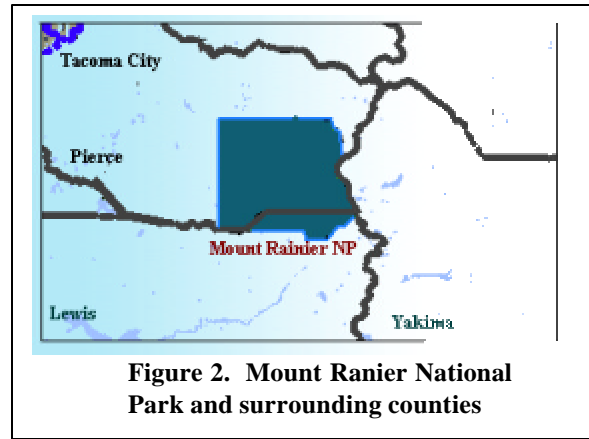 Tacoma City
Pierce
Mount Rainier NP
Lewis
Yakima
Figure 2. Mount Ranier National
Park and surrounding counties